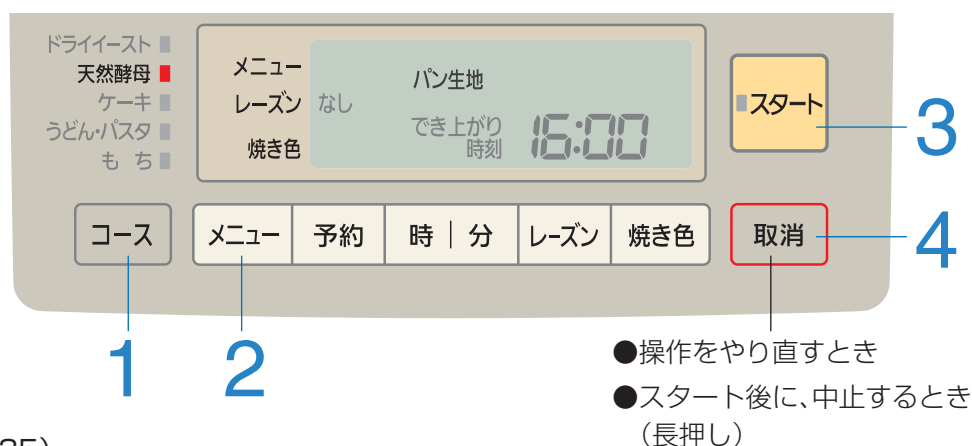 ドライイースト
天然酵母
ケーキ
うどん・パスタ
もち
メニュー パン生地
レーズン なし
焼き色 でき上がり時刻 16:00
スタート
3
コース
メニュー
予約
時｜分
レーズン
焼き色
取消
4
1
2
●操作をやり直すとき
●スタート後に、中止するとき
（長押し）